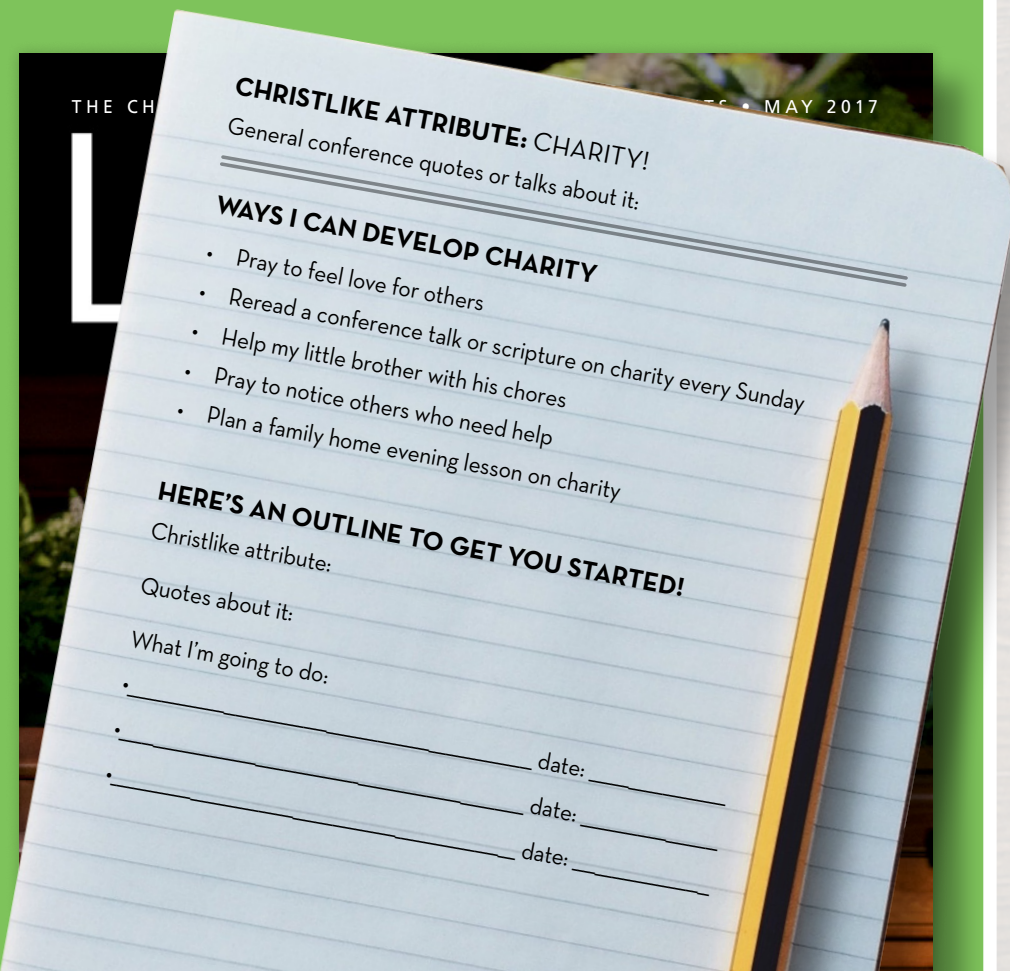 THE CH TS • MAY 2017
L
CHRISTLIKE ATTRIBUTE: CHARITY!
General conference quotes or talks about it:
WAYS I CAN DEVELOP CHARITY
• Pray to feel love for others
• Reread a conference talk or scripture on charity every Sunday
• Help my little brother with his chores
• Pray to notice others who need help
• Plan a family home evening lesson on charity
HERE'S AN OUTLINE TO GET YOU STARTED!
Christlike attribute:
Quotes about it:
What I'm going to do:
• date:
• date:
• date: